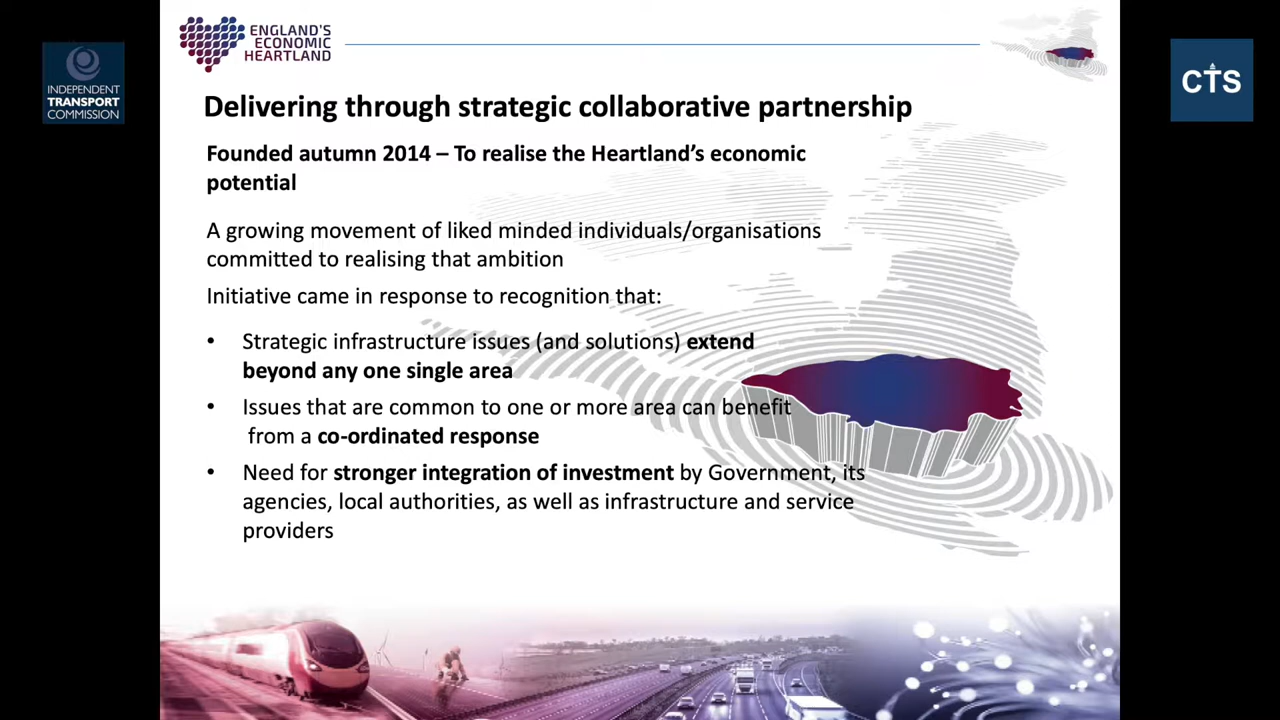 ENGLAND'S
ECONOMIC
HEARTLAND
INDEPENDENT
TRANSPORT
COMMISSION
CTS
Delivering through strategic collaborative partnership
Founded autumn 2014 – To realise the Heartland's economic
potential
A growing movement of liked minded individuals/organisations
committed to realising that ambition
Initiative came in response to recognition that:
• Strategic infrastructure issues (and solutions) extend
beyond any one single area
• Issues that are common to one or more area can benefit
from a co-ordinated response
• Need for stronger integration of investment by Government, its
agencies, local authorities, as well as infrastructure and service
providers